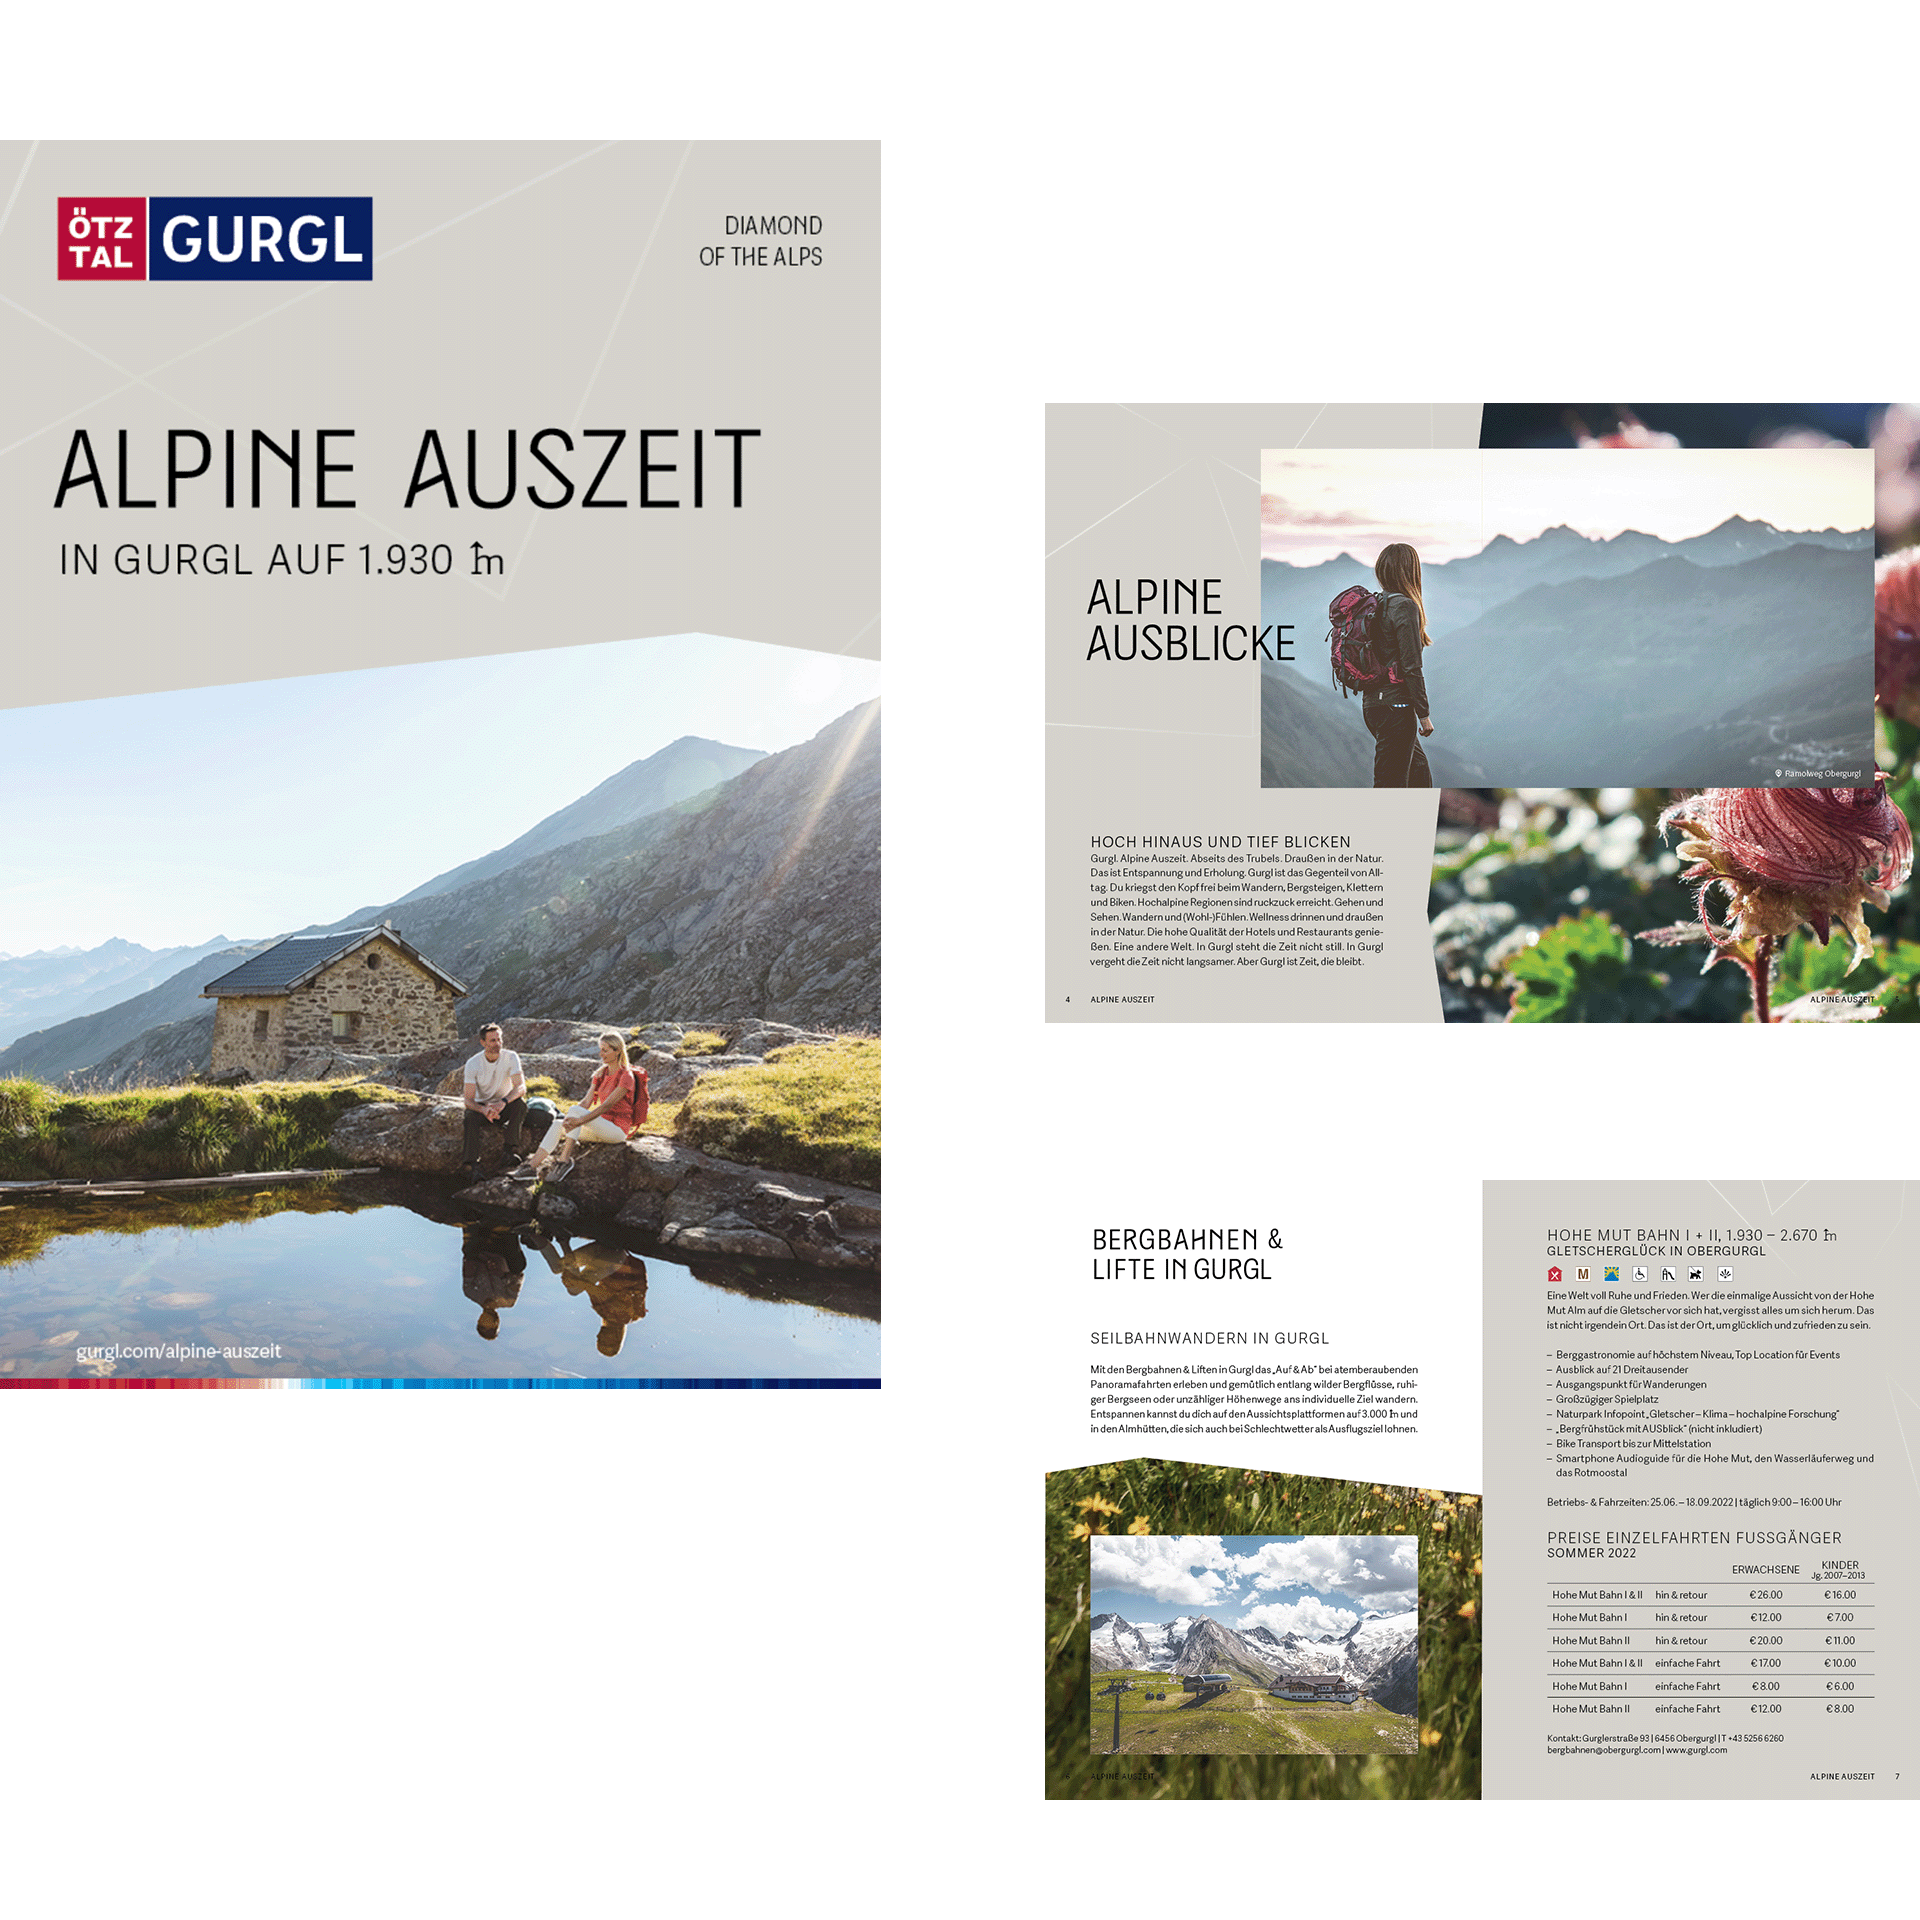 ÖTZ
TAL
GURGL
DIAMOND
OF THE ALPS
ALPINE AUSZEIT
IN GURGL AUF 1.930 m
gurgl.com/alpine-auszeit
ALPINE
AUSBLICKE
Ramolweg Obergurgl
HOCH HINAUS UND TIEF BLICKEN
Gurgl. Alpine Auszeit. Abseits des Trubels. Draußen in der Natur.
Das ist Entspannung und Erholung. Gurgl ist das Gegenteil von All-
tag. Du kriegst den Kopf frei beim Wandern, Bergsteigen, Klettern
und Biken. Hochalpine Regionen sind ruckzuck erreicht. Gehen und
Sehen. Wandern und (Wohl-)Fühlen. Wellness drinnen und draußen
in der Natur. Die hohe Qualität der Hotels und Restaurants genie-
ßen. Eine andere Welt. In Gurgl steht die Zeit nicht still. In Gurgl
vergeht die Zeit nicht langsamer. Aber Gurgl ist Zeit, die bleibt.
4 ALPINE AUSZEIT
ALPINE AUSZEIT 5
BERGBAHNEN &
LIFTE IN GURGL
SEILBAHNWANDERN IN GURGL
Mit den Bergbahnen & Liften in Gurgl das „Auf & Ab" bei atemberaubenden
Panoramafahrten erleben und gemütlich entlang wilder Bergflüsse, ruhi-
ger Bergseen oder unzähliger Höhenwege ans individuelle Ziel wandern.
Entspannen kannst du dich auf den Aussichtsplattformen auf 3.000 m und
in den Almhütten, die sich auch bei Schlechtwetter als Ausflugsziel lohnen.
6 ALPINE AUSZEIT
HOHE MUT BAHN I + II, 1.930 – 2.670 m
GLETSCHERGLÜCK IN OBERGURGL
M
Eine Welt voll Ruhe und Frieden. Wer die einmalige Aussicht von der Hohe
Mut Alm auf die Gletscher vor sich hat, vergisst alles um sich herum. Das
ist nicht irgendein Ort. Das ist der Ort, um glücklich und zufrieden zu sein.
– Berggastronomie auf höchstem Niveau, Top Location für Events
– Ausblick auf 21 Dreitausender
– Ausgangspunkt für Wanderungen
– Großzügiger Spielplatz
– Naturpark Infopoint „Gletscher – Klima – hochalpine Forschung"
– „Bergfrühstück mit AUSblick" (nicht inkludiert)
– Bike Transport bis zur Mittelstation
– Smartphone Audioguide für die Hohe Mut, den Wasserläuferweg und
das Rotmoostal
Betriebs- & Fahrzeiten: 25.06. – 18.09.2022 | täglich 9:00 – 16:00 Uhr
PREISE EINZELFAHRTEN FUSSGÄNGER
SOMMER 2022
ERWACHSENE KINDER
Jg. 2007–2013
Hohe Mut Bahn I & II hin & retour € 26.00 € 16.00
Hohe Mut Bahn I hin & retour € 12.00 € 7.00
Hohe Mut Bahn II hin & retour € 20.00 € 11.00
Hohe Mut Bahn I & II einfache Fahrt € 17.00 € 10.00
Hohe Mut Bahn I einfache Fahrt € 8.00 € 6.00
Hohe Mut Bahn II einfache Fahrt € 12.00 € 8.00
Kontakt: Gurglerstraße 93 | 6456 Obergurgl | T +43 5256 6260
bergbahnen@obergurgl.com | www.gurgl.com
ALPINE AUSZEIT 7